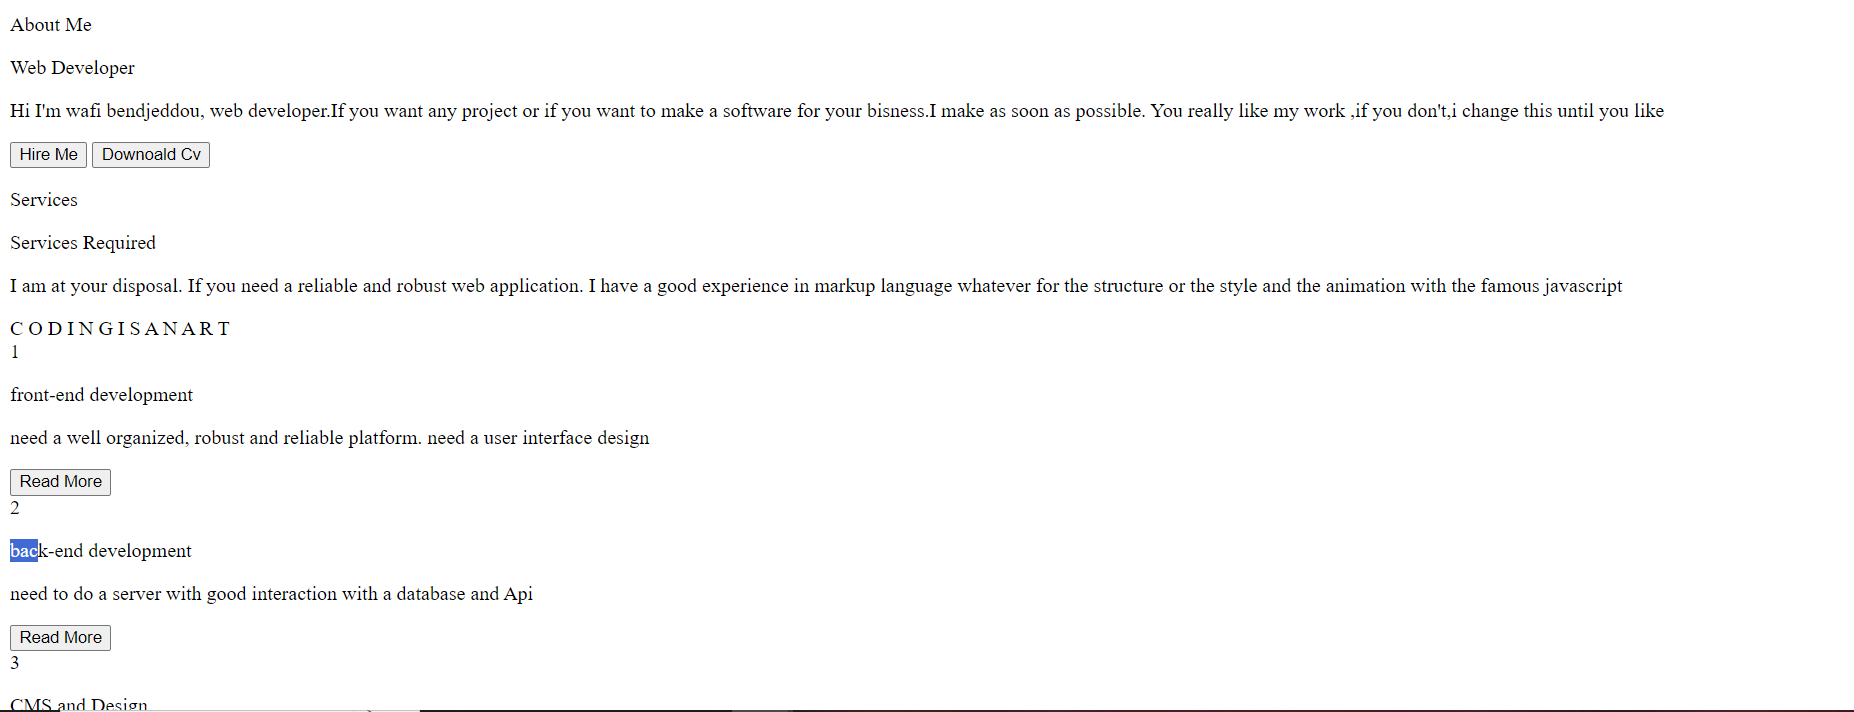 About Me
Web Developer
Hi I'm wafi bendjeddou, web developer.If you want any project or if you want to make a software for your bisness.I make as soon as possible. You really like my work ,if you don't,i change this until you like
Hire Me Downoald Cv
Services
Services Required
I am at your disposal. If you need a reliable and robust web application. I have a good experience in markup language whatever for the structure or the style and the animation with the famous javascript
C O D I N G I S A N A R T
1
front-end development
need a well organized, robust and reliable platform. need a user interface design
Read More
2
back-end development
need to do a server with good interaction with a database and Api
Read More
3
CMS and Design